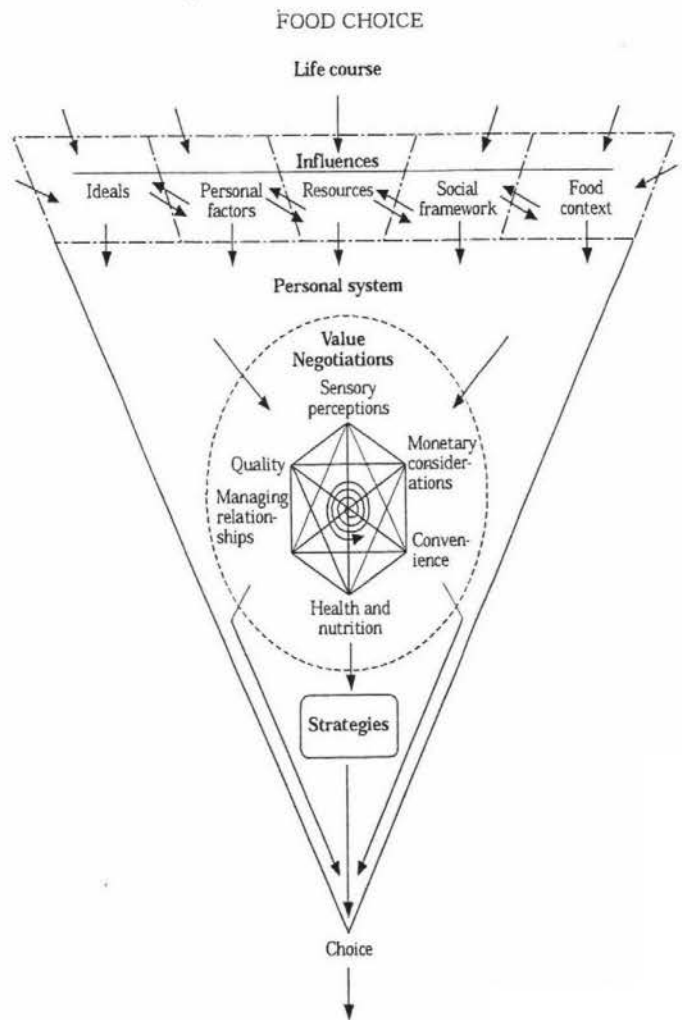 FOOD CHOICE
Life course
Influences
Ideals
Personal
factors
Resources
Social
framework
Food
context
Personal system
Value
Negotiations
Sensory
perceptions
Quality
Monetary
consider-
ations
Managing
relation-
ships
Conven-
ience
Health and
nutrition
Strategies
Choice